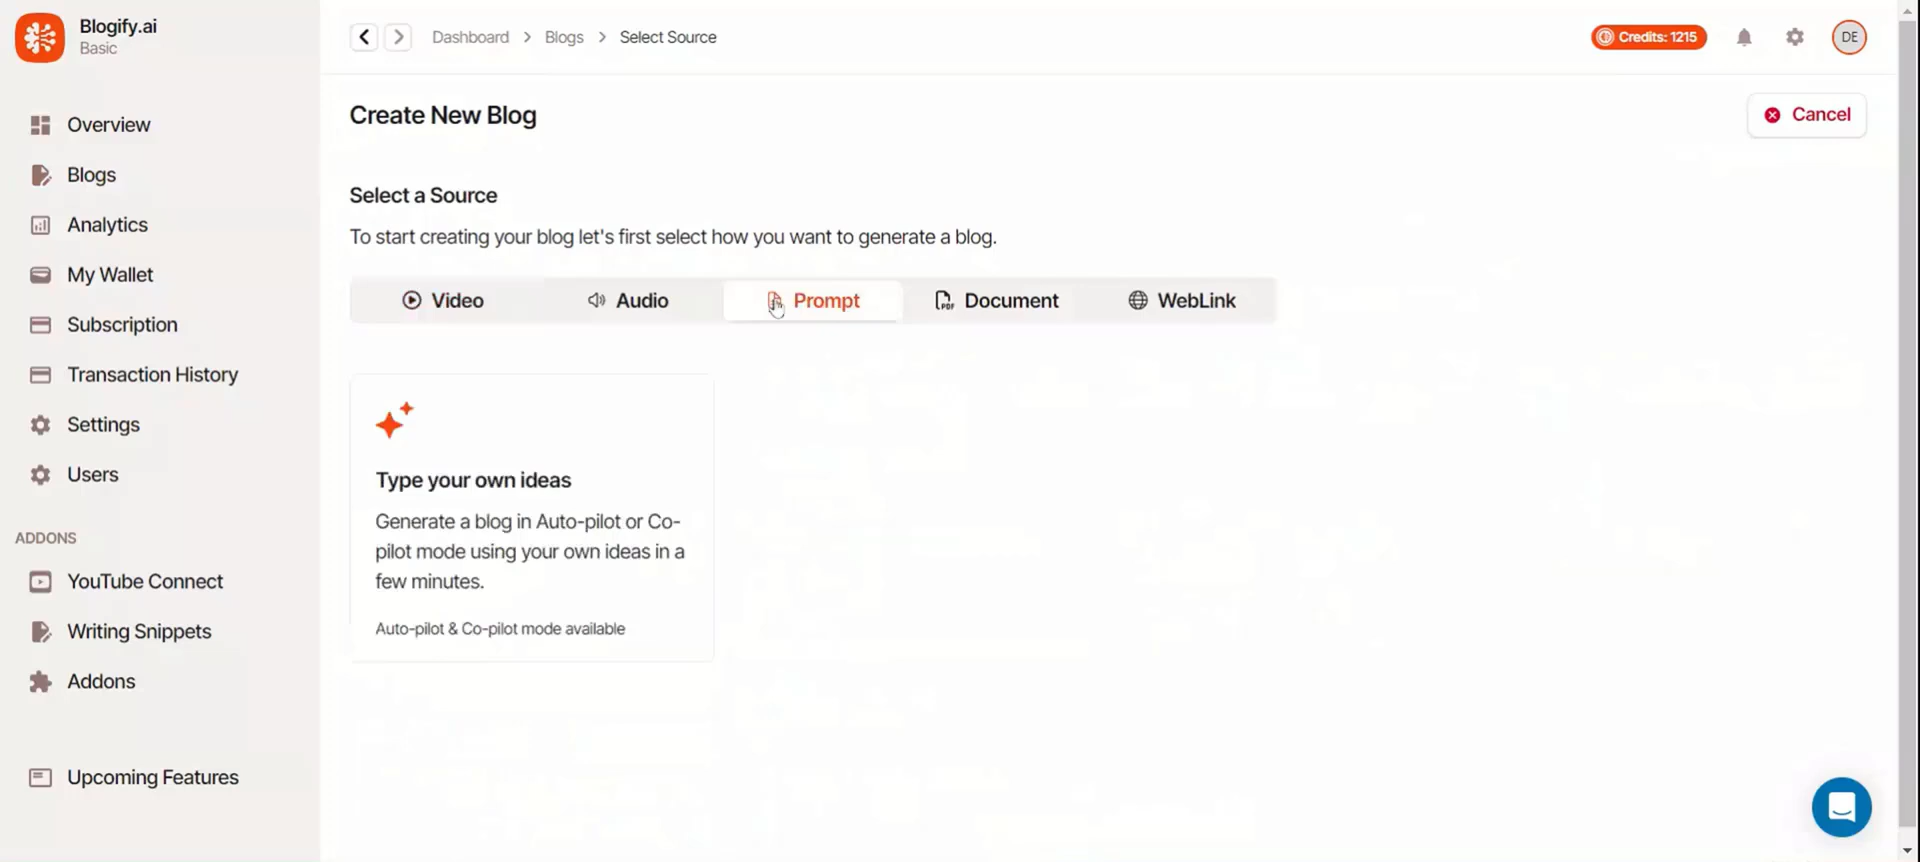 Blogify.ai
Basic
Overview
Blogs
Analytics
My Wallet
Subscription
Transaction History
Settings
Users
ADDONS
YouTube Connect
Writing Snippets
Addons
Upcoming Features
Dashboard > Blogs > Select Source
Credits: 1215
DE
Create New Blog
Cancel
Select a Source
To start creating your blog let's first select how you want to generate a blog.
Video
Audio
Prompt
PDF
Document
WebLink
Type your own ideas
Generate a blog in Auto-pilot or Co-
pilot mode using your own ideas in a
few minutes.
Auto-pilot & Co-pilot mode available